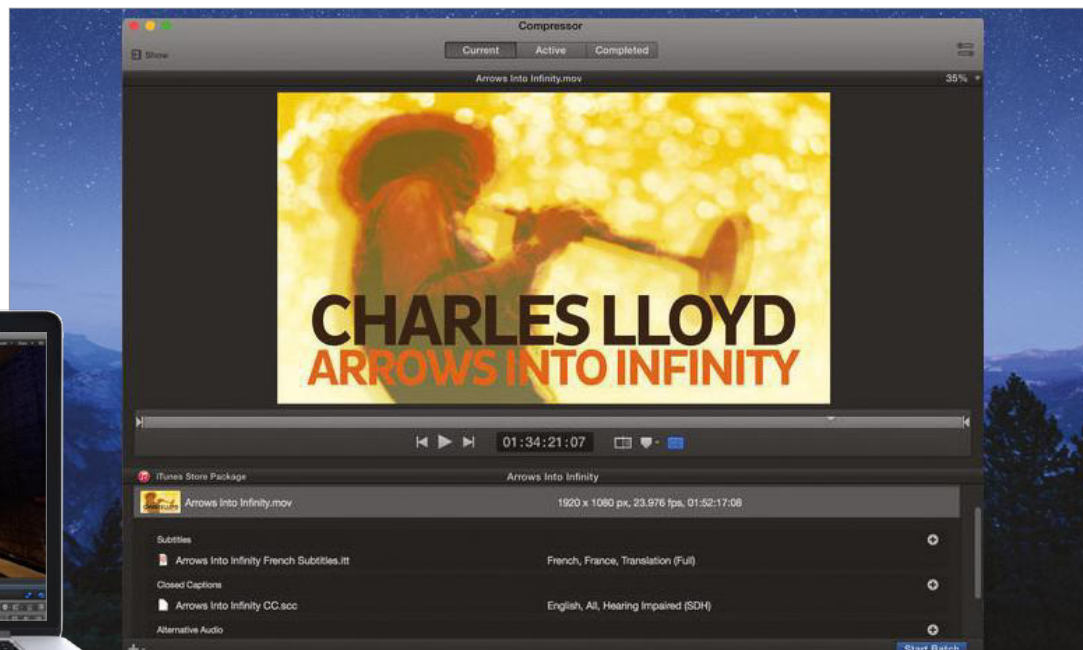 Compressor
Show
Current Active Completed
Arrows Into Infinity.mov 35%
CHARLES LLOYD
ARROWS INTO INFINITY
01:34:21:07
iTunes Store Package Arrows Into Infinity
Arrows Into Infinity.mov 1920 x 1080 px, 23.976 fps, 01:52:17:08
Subtitles
Arrows Into Infinity French Subtitles.itt French, France, Translation (Full)
Closed Captions
Arrows Into Infinity CC.scc English, All, Hearing Impaired (SDH)
Alternative Audio
Start Batch